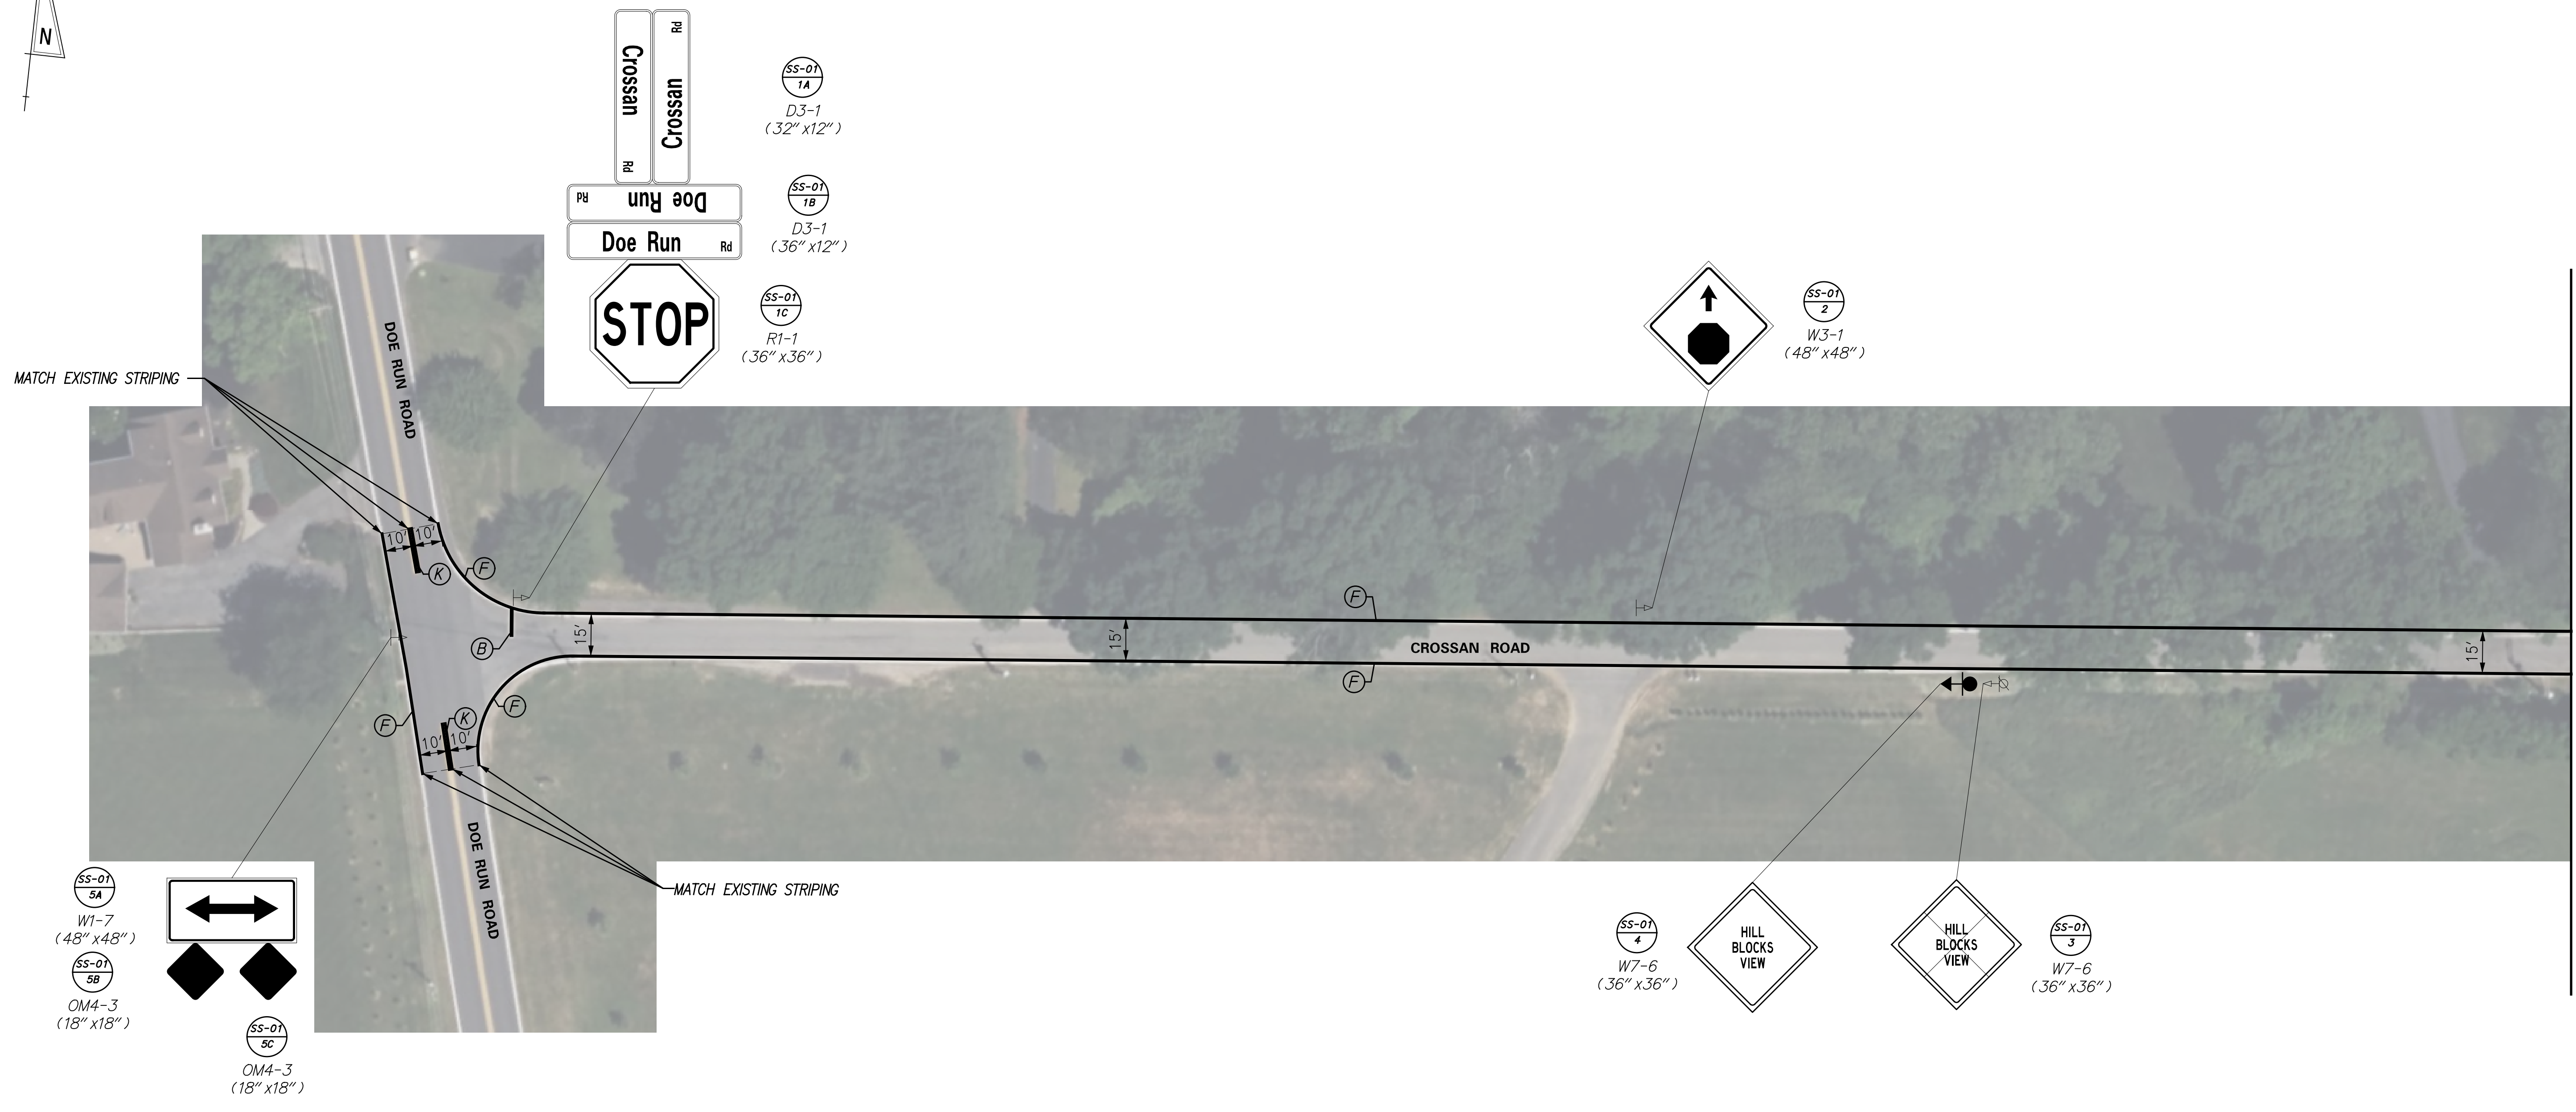 N
Crossan Rd
Crossan Rd
SS-01
1A
D3-1
(32"x12")
Doe Run Rd
Doe Run Rd
SS-01
1B
D3-1
(36"x12")
STOP
SS-01
1C
R1-1
(36"x36")
SS-01
2
W3-1
(48"x48")
MATCH EXISTING STRIPING
DOE RUN ROAD
10' 10'
K
F
B
15'
15'
F
CROSSAN ROAD
F
15'
F
K
F
10' 10'
DOE RUN ROAD
MATCH EXISTING STRIPING
SS-01
5A
W1-7
(48"x48")
SS-01
5B
OM4-3
(18"x18")
SS-01
5C
OM4-3
(18"x18")
SS-01
4
W7-6
(36"x36")
HILL
BLOCKS
VIEW
HILL
BLOCKS
VIEW
SS-01
3
W7-6
(36"x36")